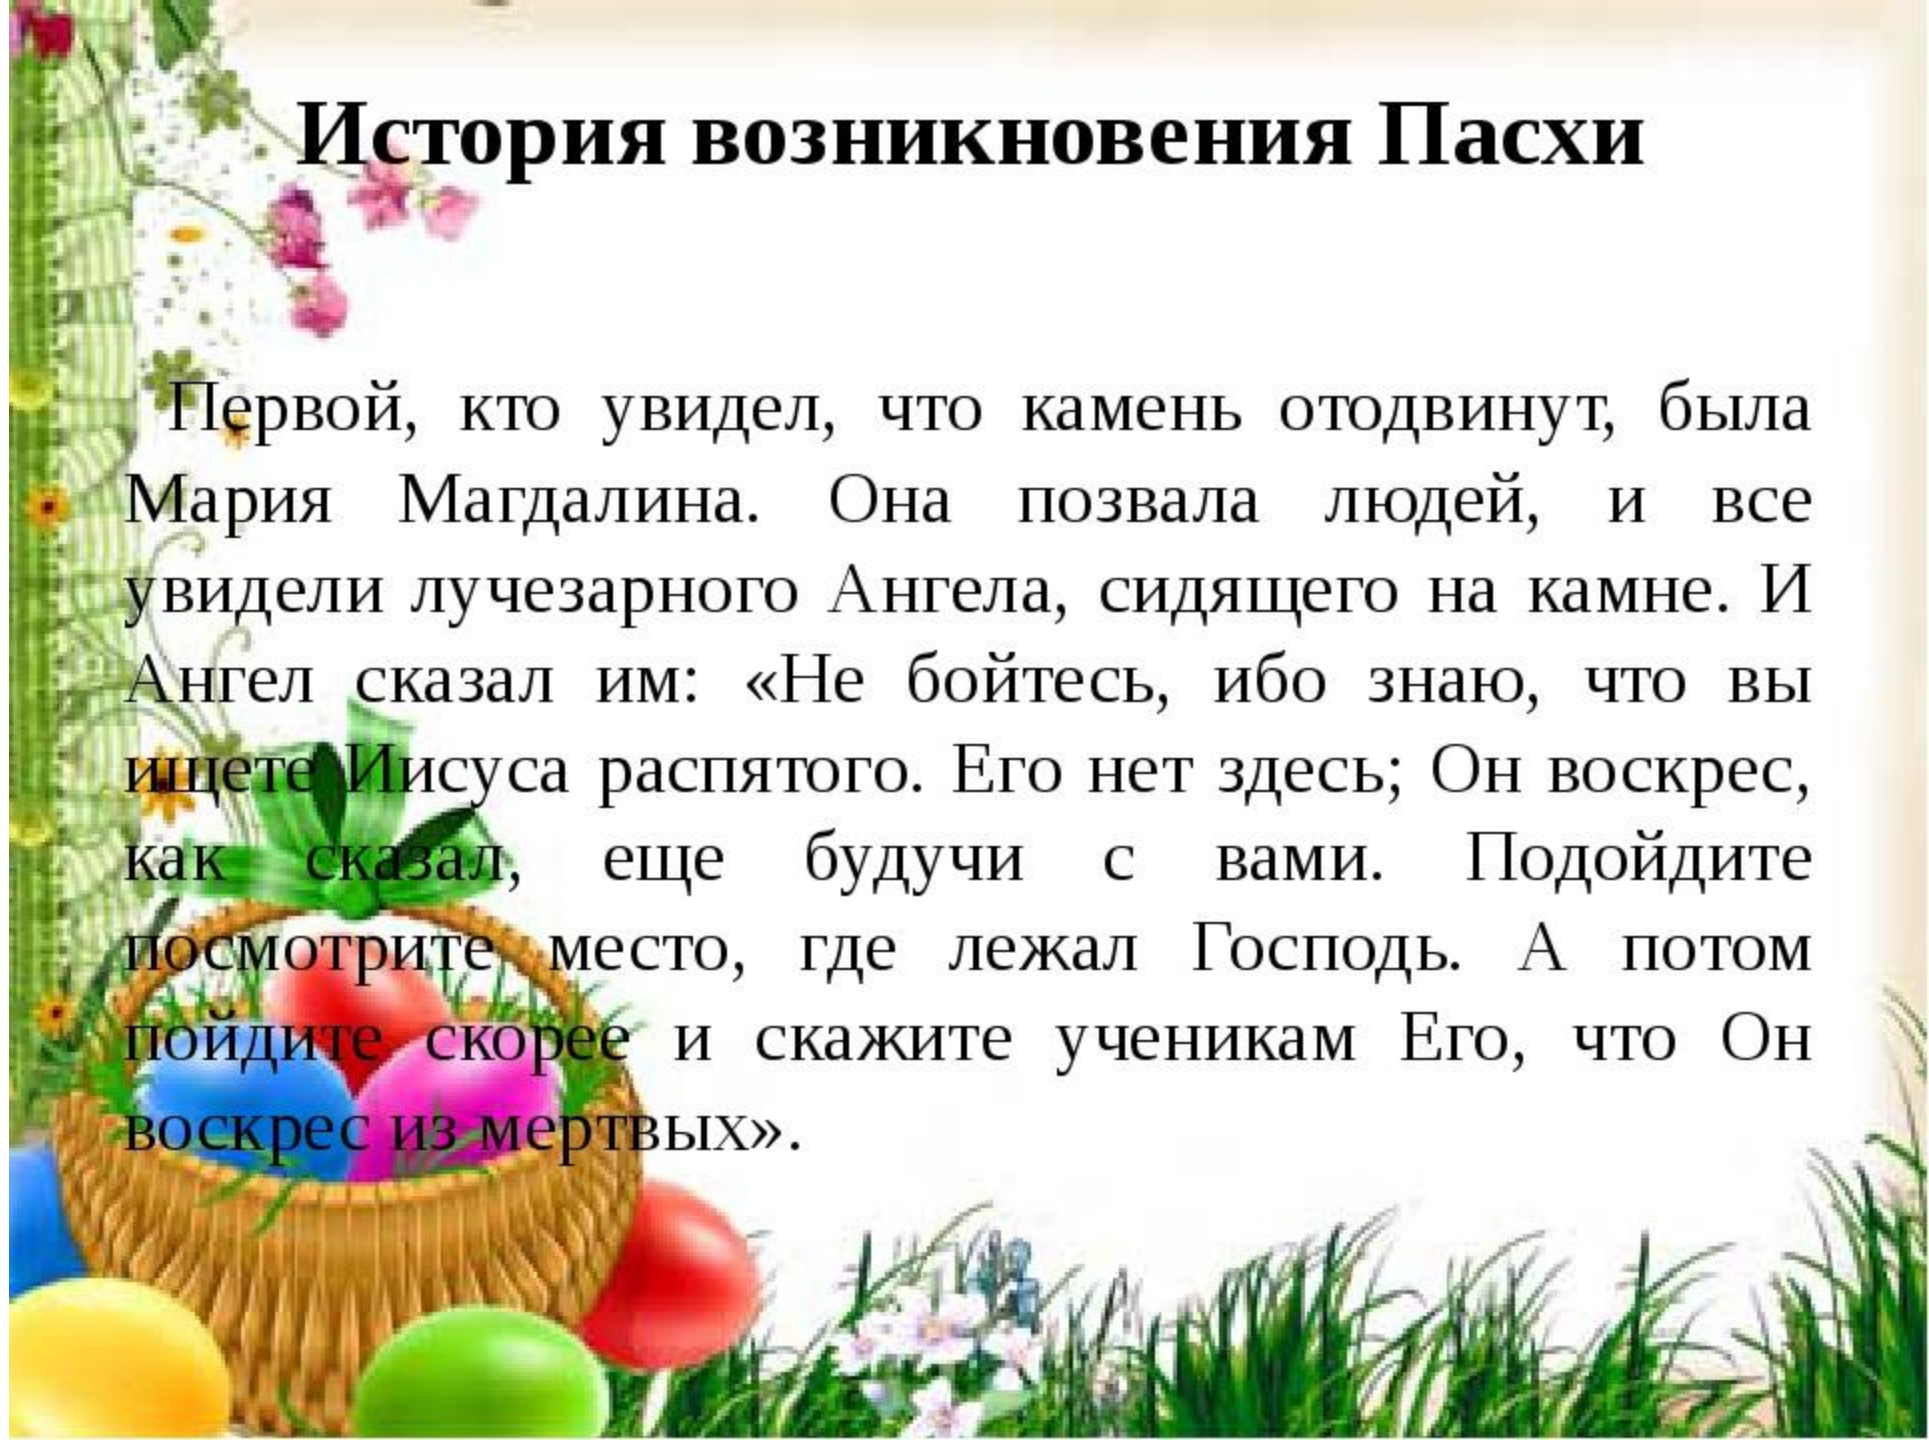 История возникновения Пасхи
Первой, кто увидел, что камень отодвинут, была
Мария Магдалина. Она позвала людей, и все
увидели лучезарного Ангела, сидящего на камне. И
Ангел сказал им: «Не бойтесь, ибо знаю, что вы
ищете Иисуса распятого. Его нет здесь; Он воскрес,
как сказал, еще будучи с вами. Подойдите
посмотрите место, где лежал Господь. А потом
пойдите скорее и скажите ученикам Его, что Он
воскрес из мертвых».